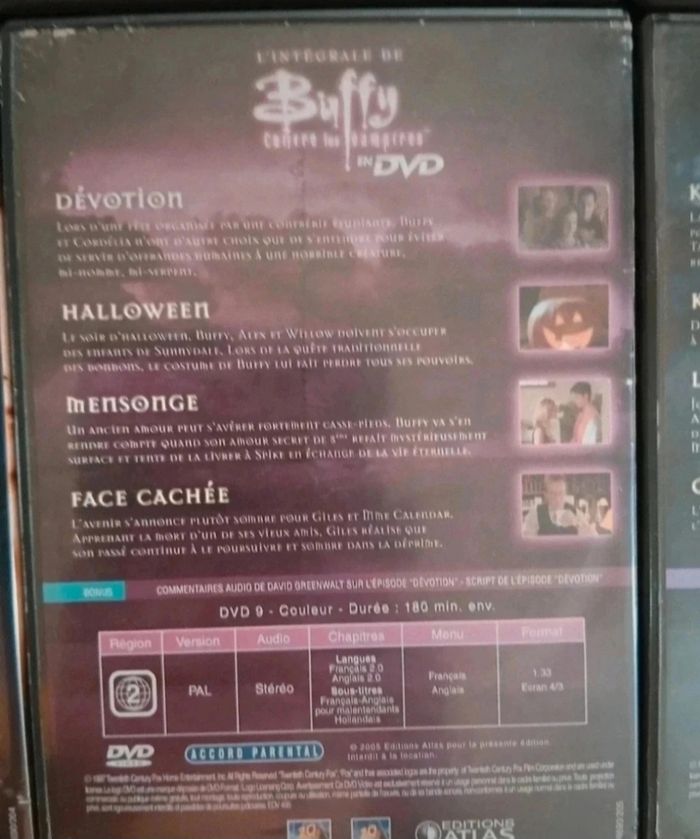 L'INTÉGRALE DE
Buffy
Contre les Vampires
EN DVD
DÉVOTION
LORS D'UNE FÊTE ORGANISÉE PAR UNE CONFRÉRIE ÉTUDIANTE, BUFFY
ET CORDÉLIA N'ONT D'AUTRE CHOIX QUE DE S'ENTENDRE POUR ÉVITER
DE SERVIR D'OFFRANDES HUMAINES À UNE HORRIBLE CRÉATURE,
MI-HOMME, MI-SERPENT.
HALLOWEEN
LE SOIR D'HALLOWEEN, BUFFY, ALEX ET WILLOW DOIVENT S'OCCUPER
DES ENFANTS DE SUNNYDALE. LORS DE LA QUÊTE TRADITIONNELLE
DES BONBONS, LE COSTUME DE BUFFY LUI FAIT PERDRE TOUS SES POUVOIRS.
MENSONGE
UN ANCIEN AMOUR PEUT S'AVÉRER FORTEMENT CASSE-PIEDS. BUFFY VA S'EN
RENDRE COMPTE QUAND SON AMOUR SECRET DE 8ÈME REFAIT MYSTÉRIEUSEMENT
SURFACE ET TENTE DE LA LIVRER À SPIKE EN ÉCHANGE DE LA VIE ÉTERNELLE.
FACE CACHÉE
L'AVENIR S'ANNONCE PLUTÔT SOMBRE POUR GILES ET MME CALENDAR.
APPRENANT LA MORT D'UN DE SES VIEUX AMIS, GILES RÉALISE QUE
SON PASSÉ CONTINUE À LE POURSUIVRE ET SOMBRE DANS LA DÉPRIME.
BONUS COMMENTAIRES AUDIO DE DAVID GREENWALT SUR L'ÉPISODE "DÉVOTION" - SCRIPT DE L'ÉPISODE "DÉVOTION"
DVD 9 - Couleur - Durée : 180 min. env.
Région Version Audio Chapitres Menu Format
2 PAL Stéréo
Langues
Français 2.0
Anglais 2.0
Sous-titres
Français-Anglais
pour malentendants
Hollandais
Français
Anglais
1.33
Ecran 4/3
DVD VIDEO
ACCORD PARENTAL
© 2005 Editions Atlas pour la présente édition.
Interdit à la location.
EDITIONS
ATLAS